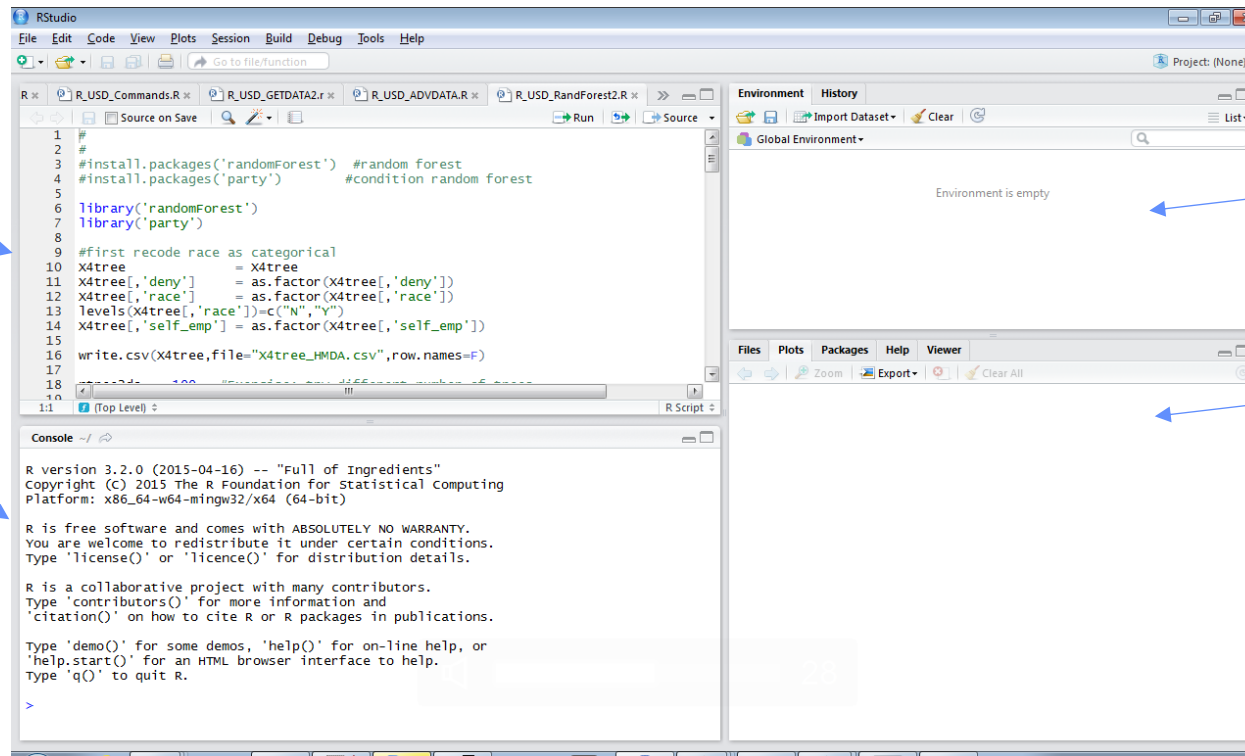 RStudio
File Edit Code View Plots Session Build Debug Tools Help
Go to file/function Project: (None)
R R_USD_Commands.R R_USD_GETDATA2.r R_USD_ADVDATA.R R_USD_RandForest2.R
Source on Save Run Source
1 #
2 #
3 #install.packages('randomForest') #random forest
4 #install.packages('party') #condition random forest
5
6 library('randomForest')
7 library('party')
8
9 #first recode race as categorical
10 X4tree = X4tree
11 X4tree[,'deny'] = as.factor(X4tree[,'deny'])
12 X4tree[,'race'] = as.factor(X4tree[,'race'])
13 levels(X4tree[,'race'])=c("N","Y")
14 X4tree[,'self_emp'] = as.factor(X4tree[,'self_emp'])
15
16 write.csv(X4tree,file="X4tree_HMDA.csv",row.names=F)
17
18
19
1:1 (Top Level) R Script
Console ~/
R version 3.2.0 (2015-04-16) -- "Full of Ingredients"
Copyright (C) 2015 The R Foundation for Statistical Computing
Platform: x86_64-w64-mingw32/x64 (64-bit)
R is free software and comes with ABSOLUTELY NO WARRANTY.
You are welcome to redistribute it under certain conditions.
Type 'license()' or 'licence()' for distribution details.
R is a collaborative project with many contributors.
Type 'contributors()' for more information and
'citation()' on how to cite R or R packages in publications.
Type 'demo()' for some demos, 'help()' for on-line help, or
'help.start()' for an HTML browser interface to help.
Type 'q()' to quit R.
>
Environment History
Import Dataset Clear List
Global Environment
Environment is empty
Files Plots Packages Help Viewer
Zoom Export Clear All